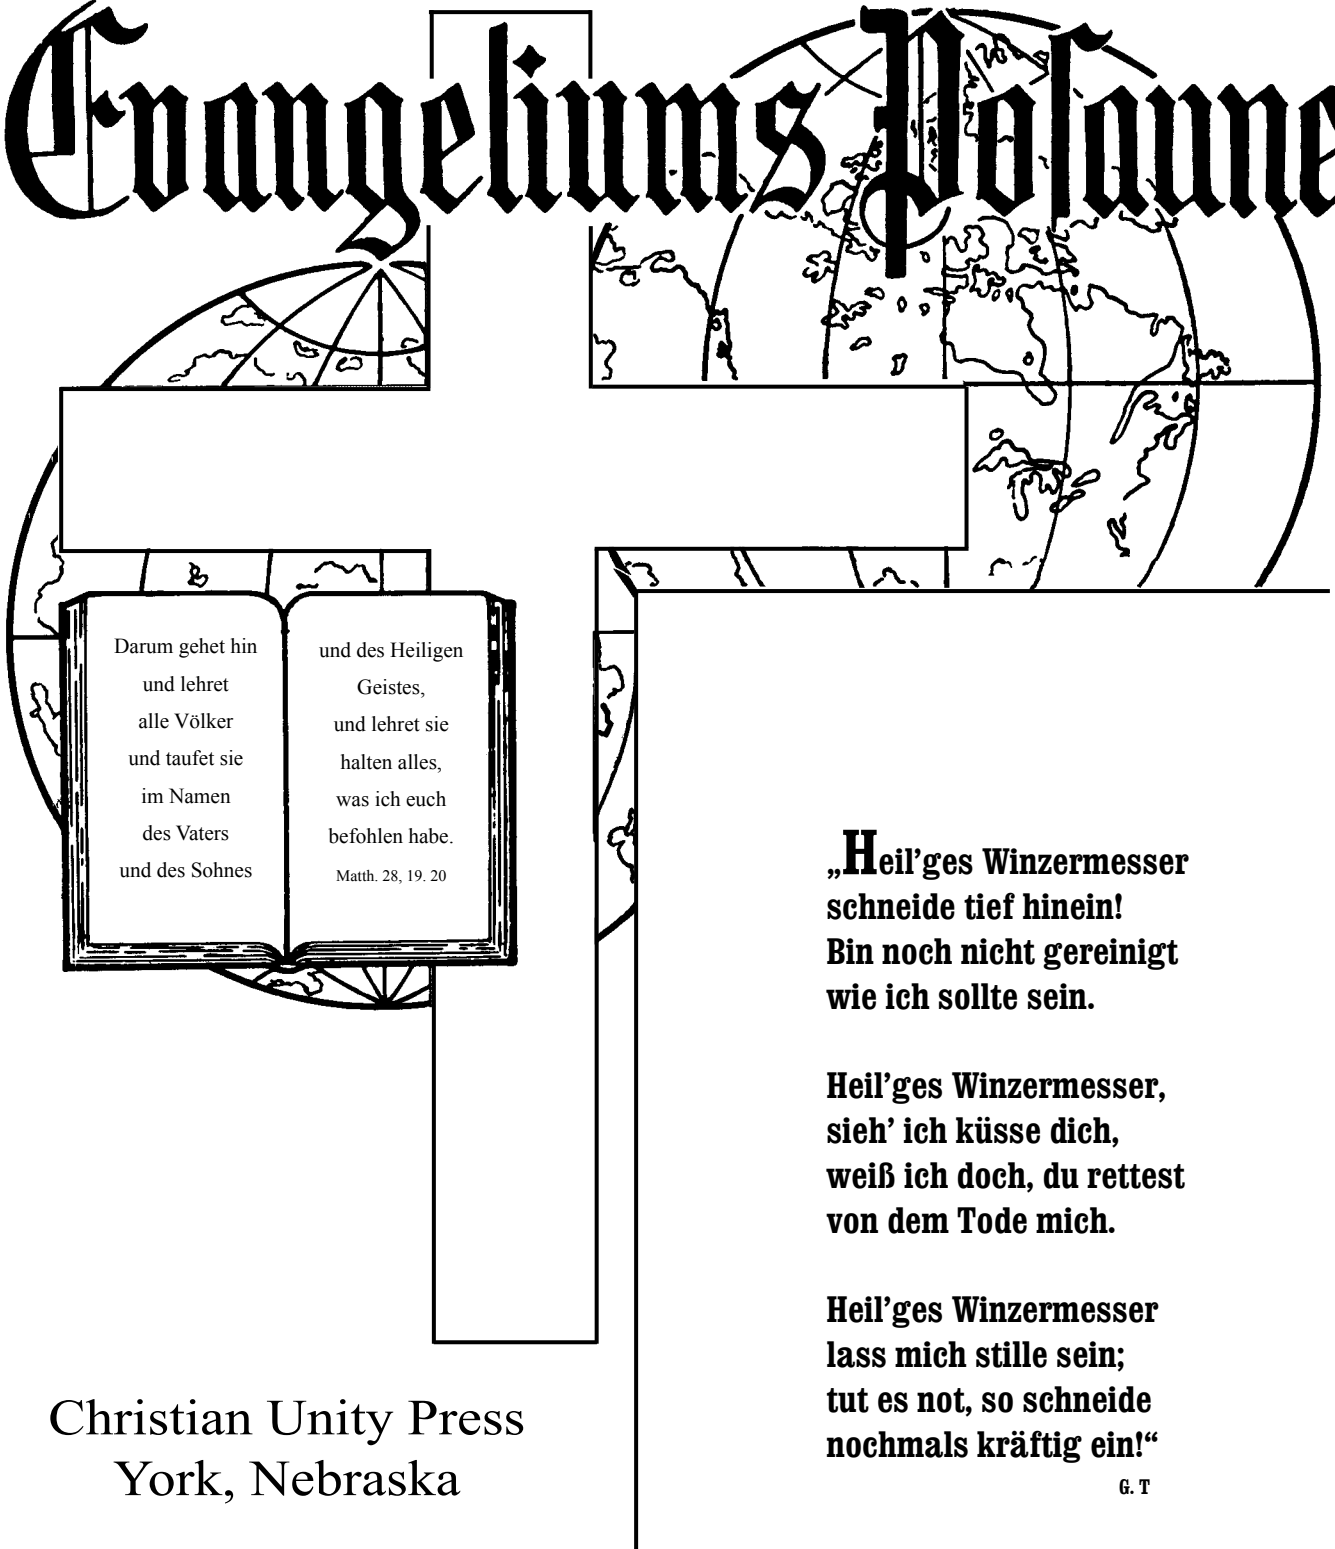 Evangeliums Posaune
Darum gehet hin
und lehret
alle Völker
und taufet sie
im Namen
des Vaters
und des Sohnes
und des Heiligen
Geistes,
und lehret sie
halten alles,
was ich euch
befohlen habe.
Matth. 28, 19. 20
„Heil’ges Winzermesser
schneide tief hinein!
Bin noch nicht gereinigt
wie ich sollte sein.
Heil’ges Winzermesser,
sieh’ ich küsse dich,
weiß ich doch, du rettest
von dem Tode mich.
Heil’ges Winzermesser
lass mich stille sein;
tut es not, so schneide
nochmals kräftig ein!“
G. T
Christian Unity Press
York, Nebraska